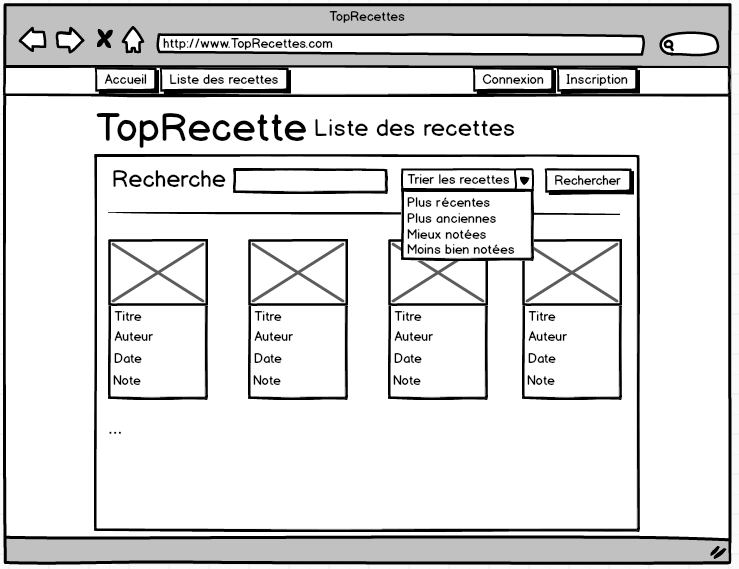 TopRecettes
http://www.TopRecettes.com
Accueil
Liste des recettes
Connexion
Inscription
TopRecette Liste des recettes
Recherche
Trier les recettes
Rechercher
Plus récentes
Plus anciennes
Mieux notées
Moins bien notées
Titre
Auteur
Date
Note
Titre
Auteur
Date
Note
Titre
Auteur
Date
Note
Titre
Auteur
Date
Note
...